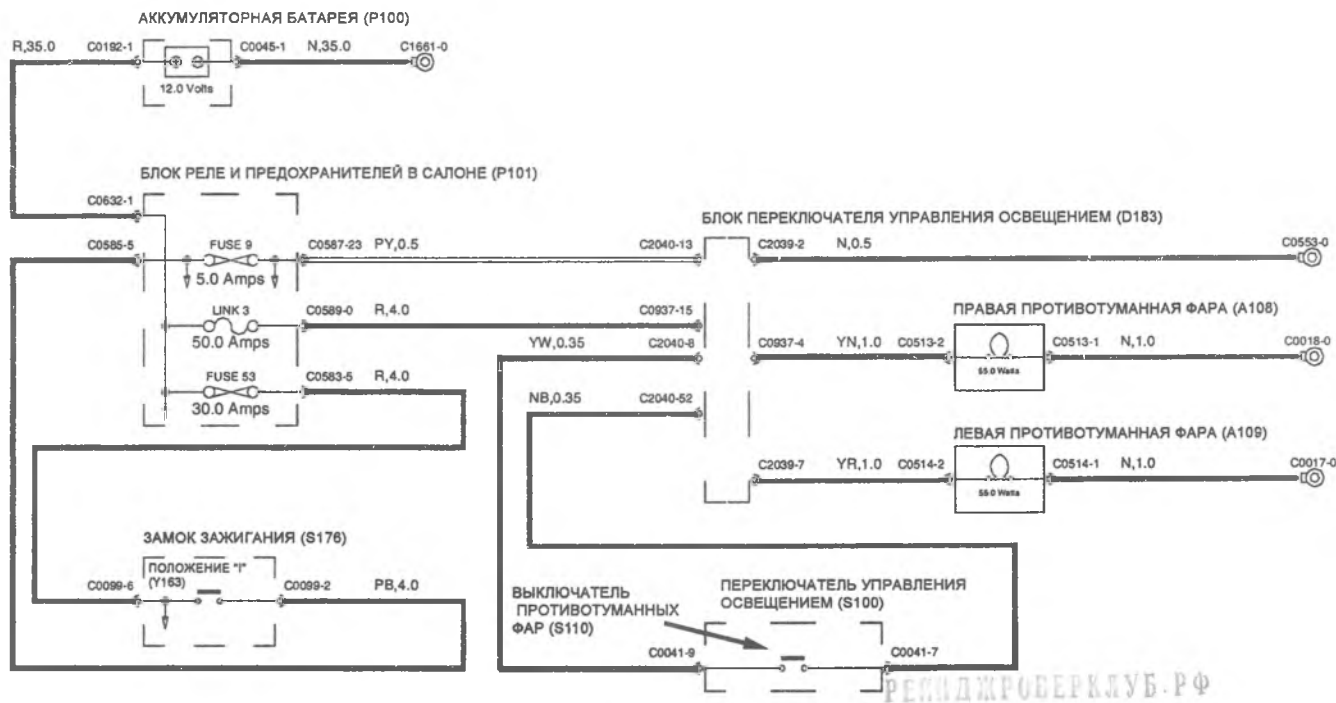 АККУМУЛЯТОРНАЯ БАТАРЕЯ (P100)
R,35.0 C0192-1 C0045-1 N,35.0 C1661-0
12.0 Volts
БЛОК РЕЛЕ И ПРЕДОХРАНИТЕЛЕЙ В САЛОНЕ (P101)
C0632-1
БЛОК ПЕРЕКЛЮЧАТЕЛЯ УПРАВЛЕНИЯ ОСВЕЩЕНИЕМ (D183)
C0585-5 FUSE 9 C0587-23 PY,0.5 C2040-13 C2039-2 N,0.5 C0553-0
5.0 Amps
LINK 3 C0589-0 R,4.0 C0937-15
ПРАВАЯ ПРОТИВОТУМАННАЯ ФАРА (A108)
50.0 Amps
YW,0.35 C2040-8 C0937-4 YN,1.0 C0513-2 C0513-1 N,1.0 C0018-0
55.0 Watts
FUSE 53 C0583-5 R,4.0
30.0 Amps
NB,0.35 C2040-52
ЛЕВАЯ ПРОТИВОТУМАННАЯ ФАРА (A109)
C2039-7 YR,1.0 C0514-2 C0514-1 N,1.0 C0017-0
55.0 Watts
ЗАМОК ЗАЖИГАНИЯ (S176)
ПОЛОЖЕНИЕ "I"
(Y163)
C0099-6 C0099-2 PB,4.0
ВЫКЛЮЧАТЕЛЬ
ПРОТИВОТУМАННЫХ
ФАР (S110)
ПЕРЕКЛЮЧАТЕЛЬ УПРАВЛЕНИЯ
ОСВЕЩЕНИЕМ (S100)
C0041-9 C0041-7
РЕЙНДЖРОВЕРКЛУБ.РФ